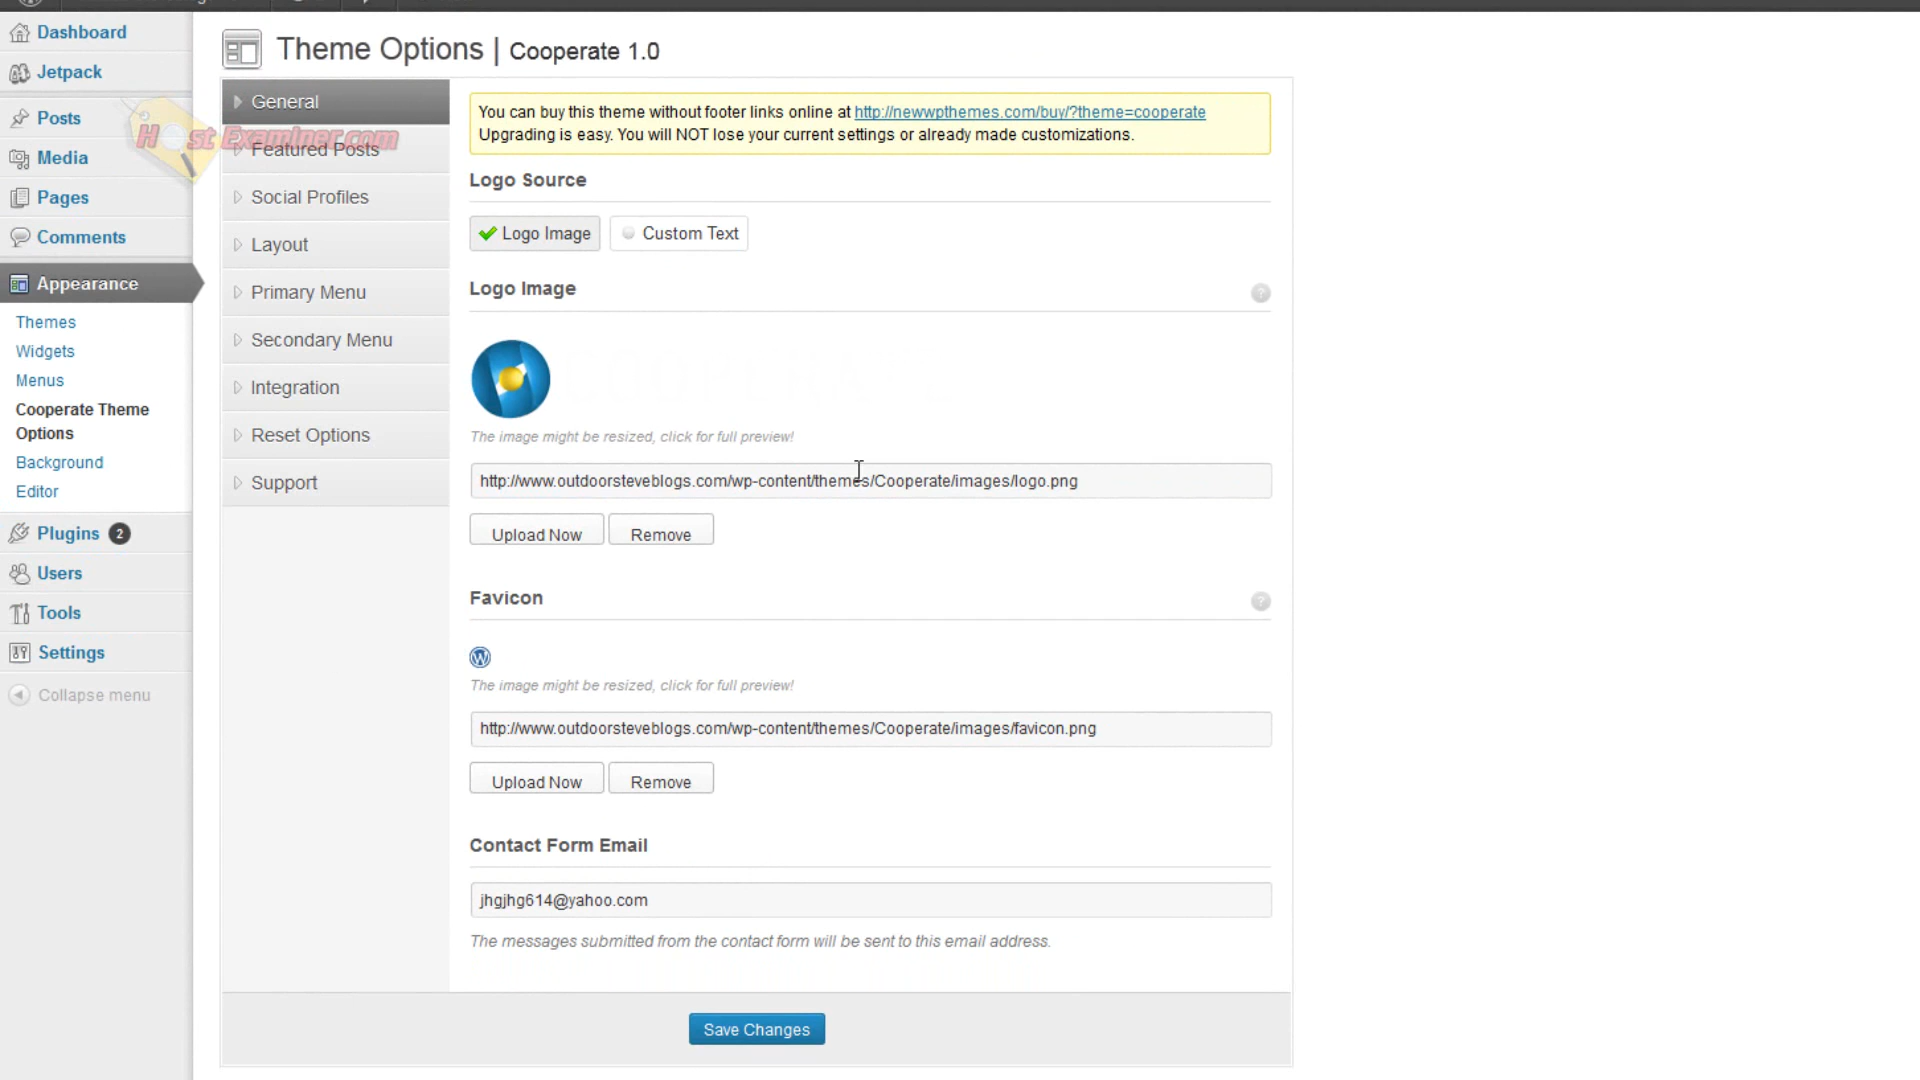 Theme Options | Cooperate 1.0
Dashboard
Jetpack
Posts
Media
Pages
Comments
Appearance
Themes
Widgets
Menus
Cooperate Theme
Options
Background
Editor
Plugins 2
Users
Tools
Settings
Collapse menu
HostExaminer.com
General
Featured Posts
Social Profiles
Layout
Primary Menu
Secondary Menu
Integration
Reset Options
Support
You can buy this theme without footer links online at http://newwpthemes.com/buy/?theme=cooperate
Upgrading is easy. You will NOT lose your current settings or already made customizations.
Logo Source
Logo Image
Custom Text
Logo Image
?
The image might be resized, click for full preview!
http://www.outdoorsteveblogs.com/wp-content/themes/Cooperate/images/logo.png
Upload Now
Remove
Favicon
?
The image might be resized, click for full preview!
http://www.outdoorsteveblogs.com/wp-content/themes/Cooperate/images/favicon.png
Upload Now
Remove
Contact Form Email
jhgjhg614@yahoo.com
The messages submitted from the contact form will be sent to this email address.
Save Changes